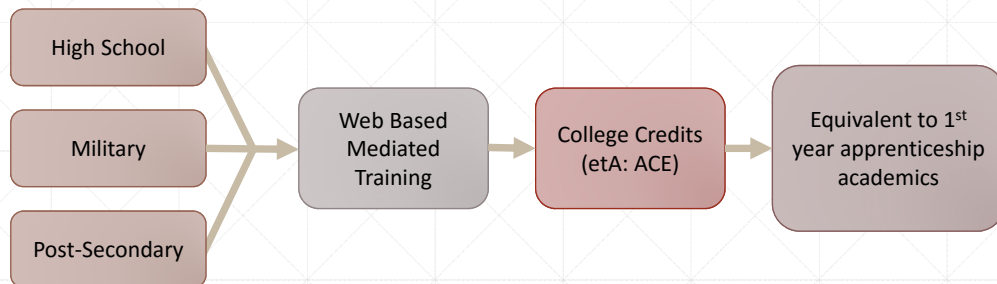 High School
Military
Post-Secondary
Web Based
Mediated
Training
College Credits
(etA: ACE)
Equivalent to 1st
year apprenticeship
academics